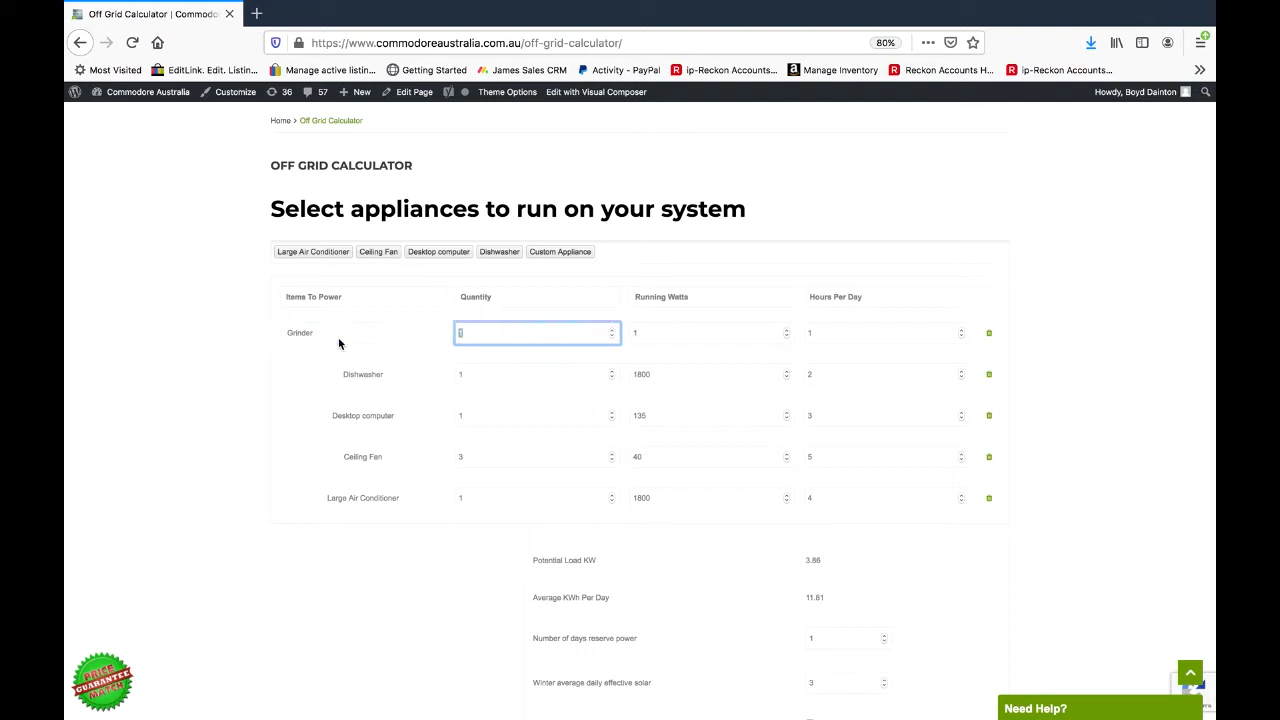 Off Grid Calculator | Commodo
https://www.commodoreaustralia.com.au/off-grid-calculator/
80%
Most Visited
EditLink. Edit. Listin...
Manage active listin...
Getting Started
James Sales CRM
Activity - PayPal
ip-Reckon Accounts...
Manage Inventory
Reckon Accounts H...
ip-Reckon Accounts...
Commodore Australia
Customize
36
57
New
Edit Page
Theme Options
Edit with Visual Composer
Howdy, Boyd Dainton
Home > Off Grid Calculator
OFF GRID CALCULATOR
Select appliances to run on your system
Large Air Conditioner Ceiling Fan Desktop computer Dishwasher Custom Appliance
Items To Power Quantity Running Watts Hours Per Day
Grinder 1 1 1
Dishwasher 1 1800 2
Desktop computer 1 135 3
Ceiling Fan 3 40 5
Large Air Conditioner 1 1800 4
Potential Load KW 3.86
Average KWh Per Day 11.81
Number of days reserve power 1
Winter average daily effective solar 3
PRICE
GUARANTEE
MATCH
Need Help?